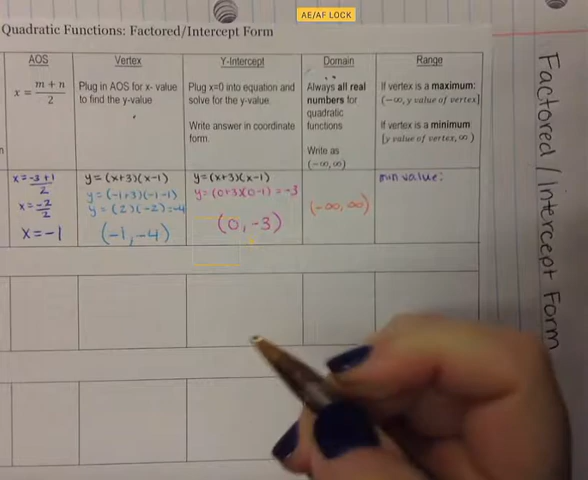 AE/AF LOCK
Quadratic Functions: Factored/Intercept Form
AOS
x = m + n / 2
Vertex
Plug in AOS for x- value
to find the y-value
Y-Intercept
Plug x=0 into equation and
solve for the y-value.
Write answer in coordinate
form.
Domain
Always all real
numbers for
quadratic
functions
Write as
(−∞, ∞)
Range
If vertex is a maximum:
(−∞, y value of vertex]
If vertex is a minimum
[y value of vertex, ∞)
x = -3+1 / 2
x = -2 / 2
x = -1
y = (x+3)(x-1)
y = (-1+3)(-1-1)
y = (2)(-2) = -4
(-1, -4)
y = (x+3)(x-1)
y = (0+3)(0-1) = -3
(0, -3)
(-∞, ∞)
min value:
Factored / Intercept Form